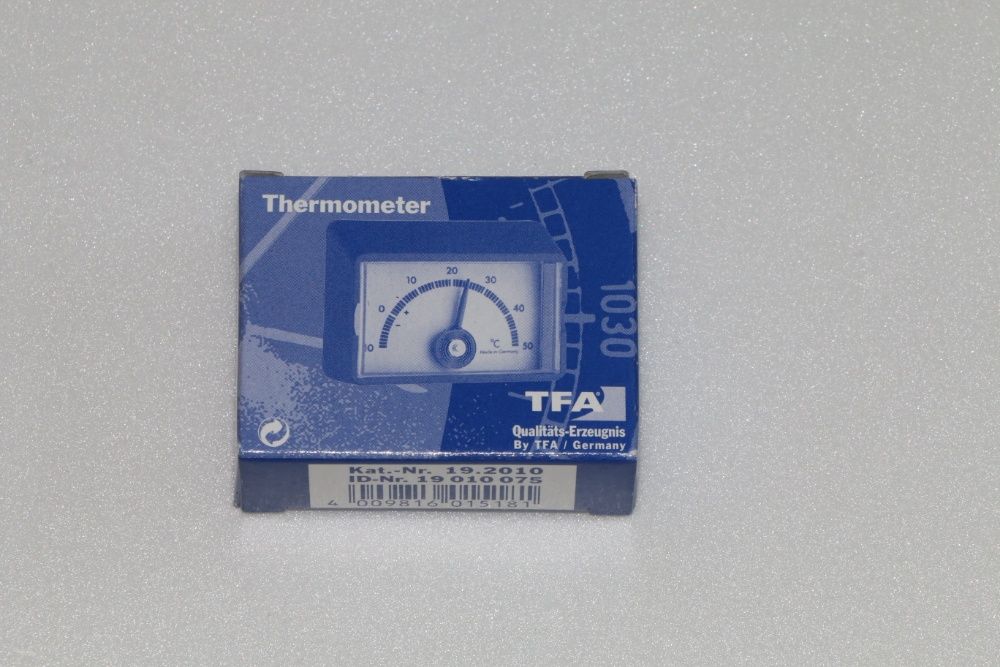 Thermometer
10 0 10 20 30 40 50
- +
°C
K
Made in Germany
1030
TFA
Qualitäts-Erzeugnis
By TFA / Germany
Kat.-Nr. 19.2010
ID-Nr. 19 010 075
4 009816 015181